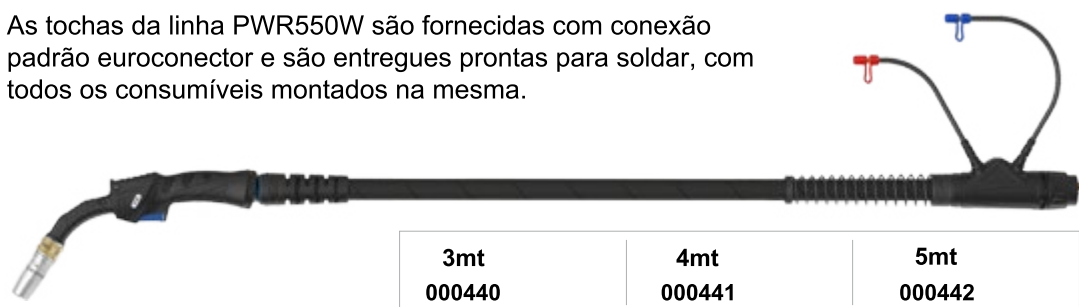 As tochas da linha PWR550W são fornecidas com conexão
padrão euroconector e são entregues prontas para soldar, com
todos os consumíveis montados na mesma.
3mt 4mt 5mt
000440 000441 000442